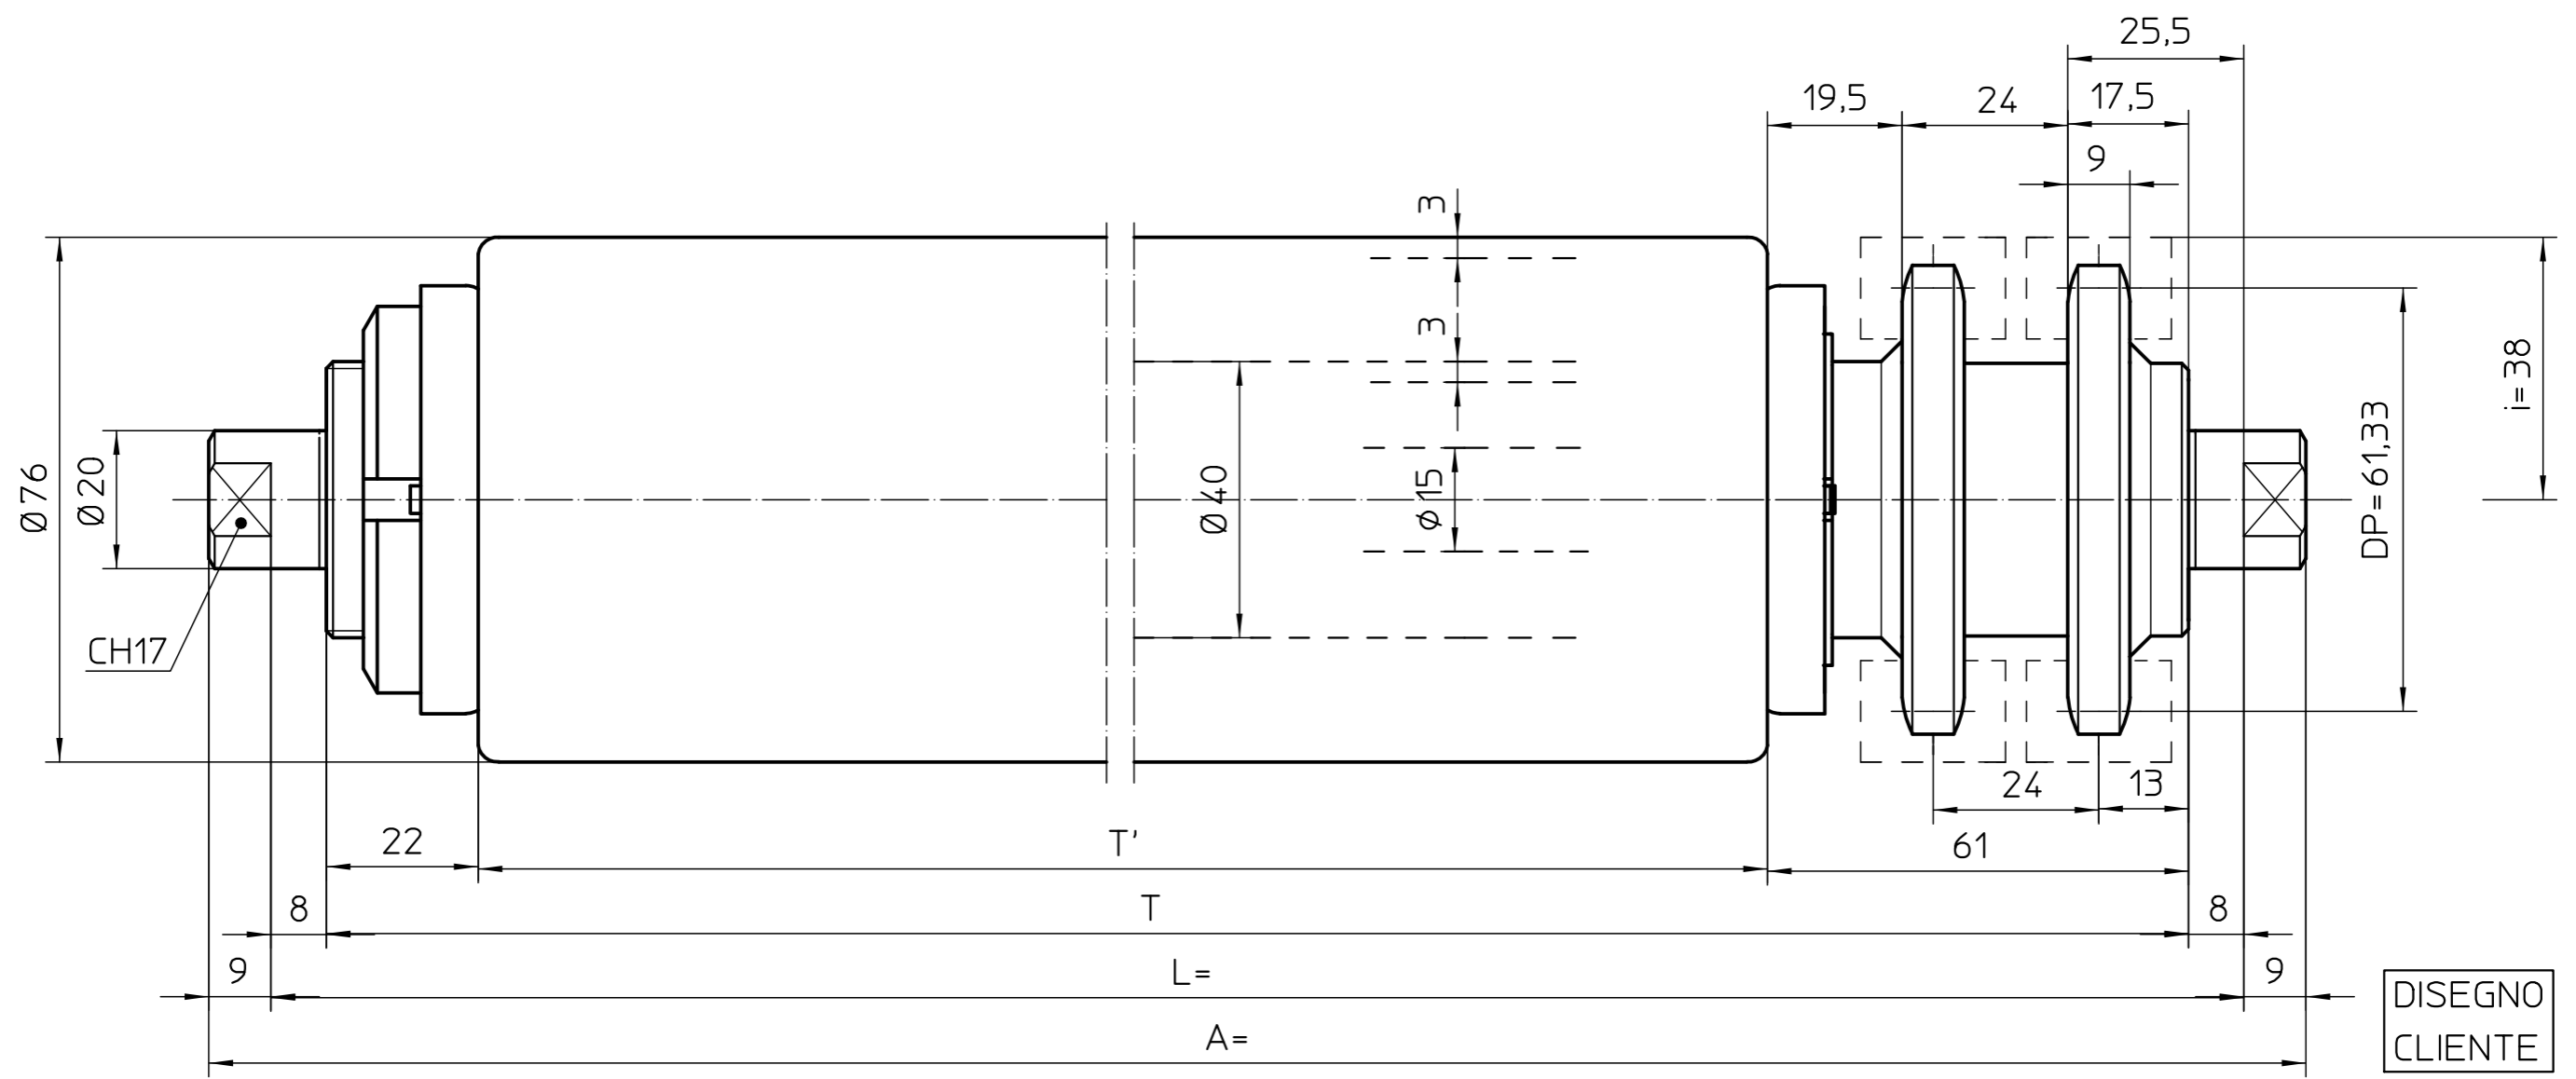 25,5
19,5
24
17,5
9
3
3
i=38
Ø76
Ø20
Ø40
Ø15
DP=61,33
CH17
24
13
22
T'
61
8
T
8
9
L=
9
A=
DISEGNO
CLIENTE